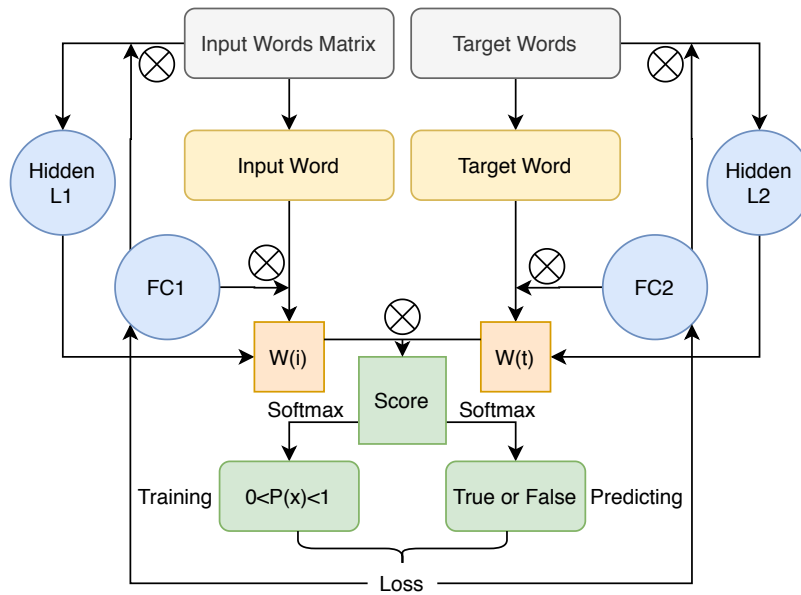 Input Words Matrix
Target Words
Hidden
L1
Input Word
Target Word
Hidden
L2
FC1
FC2
W(i)
W(t)
Score
Softmax
Softmax
Training
0<P(x)<1
True or False
Predicting
Loss